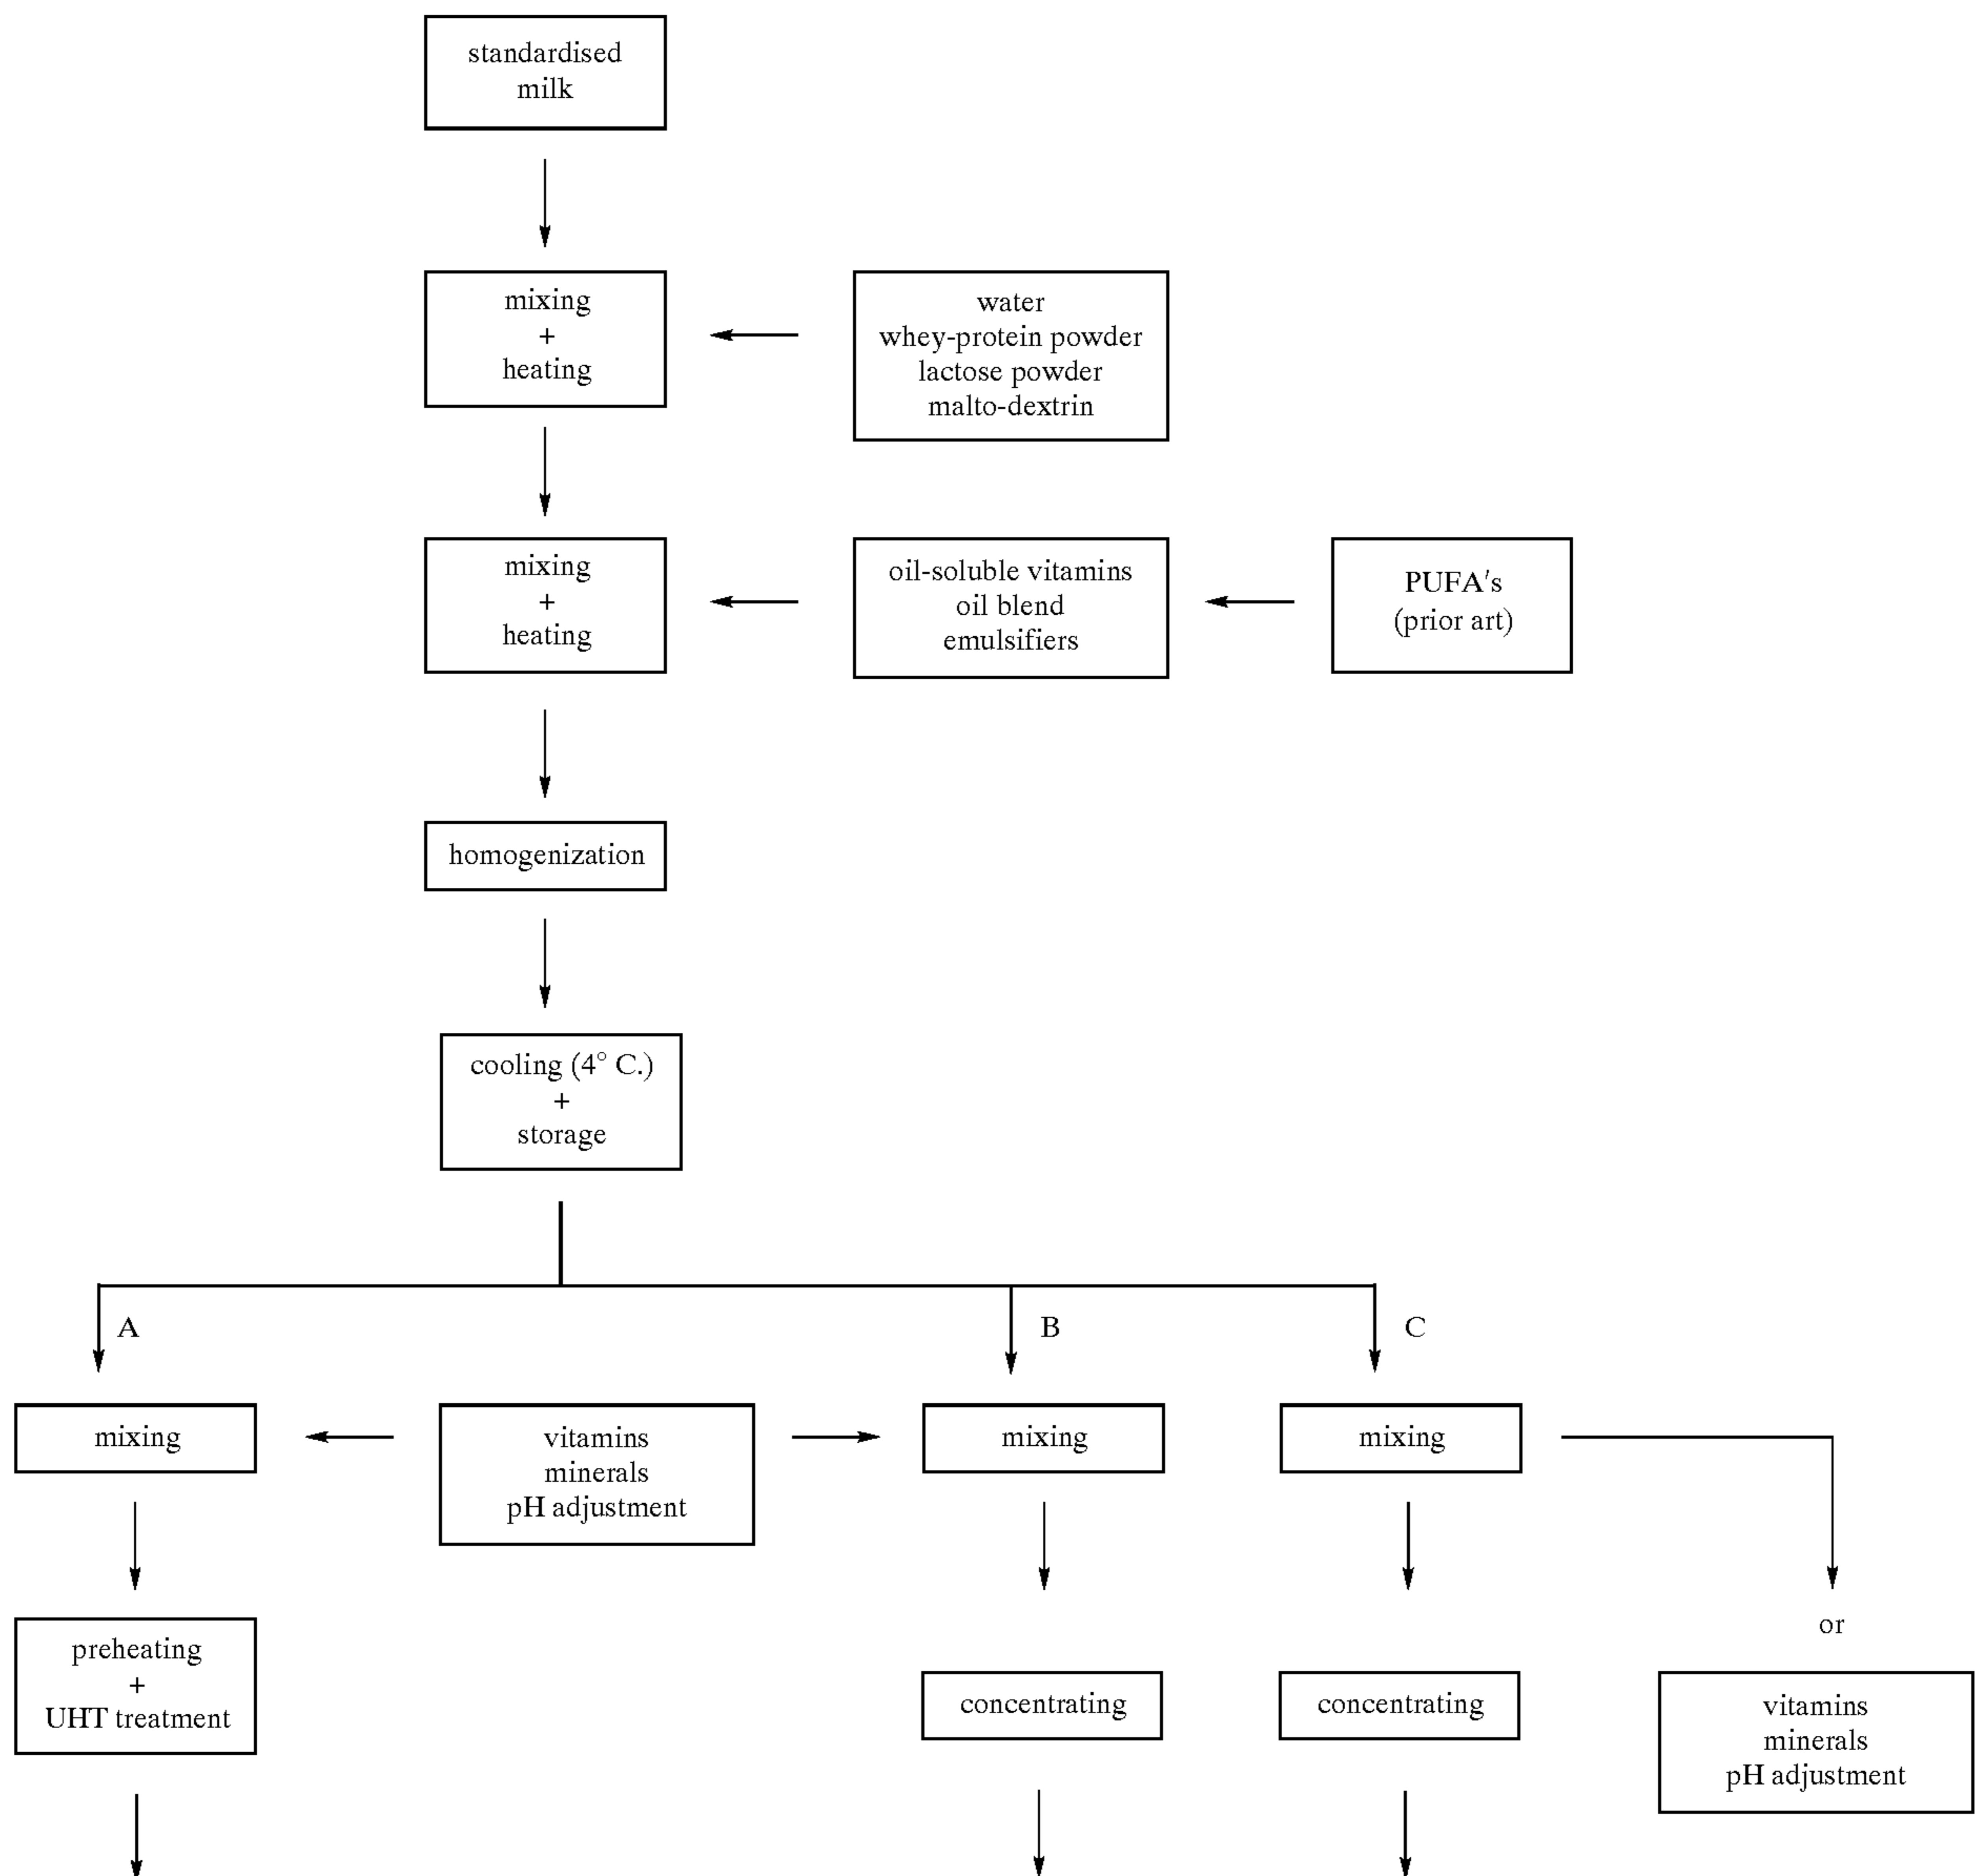 standardised
milk
mixing
+
heating
water
whey-protein powder
lactose powder
malto-dextrin
mixing
+
heating
oil-soluble vitamins
oil blend
emulsifiers
PUFA's
(prior art)
homogenization
cooling (4° C.)
+
storage
A
B
C
mixing
vitamins
minerals
pH adjustment
mixing
mixing
preheating
+
UHT treatment
concentrating
concentrating
or
vitamins
minerals
pH adjustment